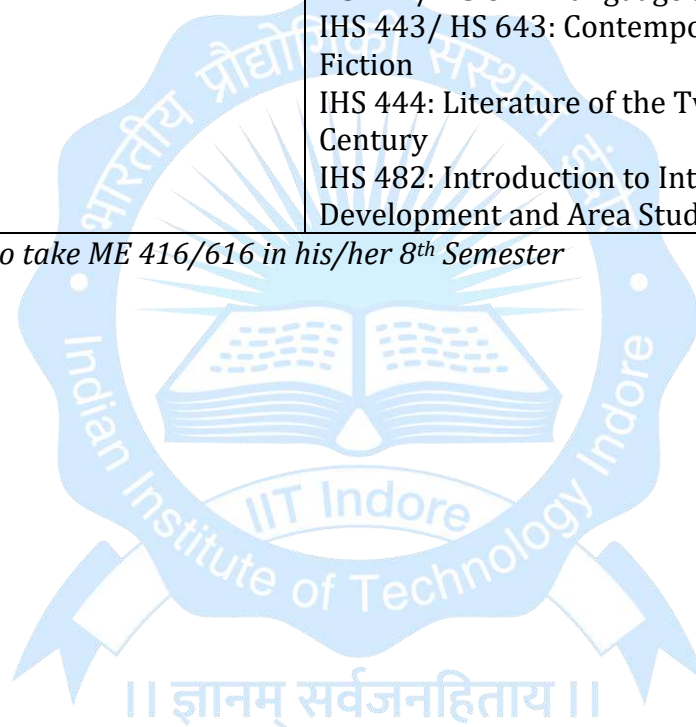 IHS 443/ HS 643: Contempo
Fiction
IHS 444: Literature of the Tw
Century
IHS 482: Introduction to Int
Development and Area Stud
o take ME 416/616 in his/her 8th Semester
भारतीय प्रौद्योगिकी संस्थान इंदौर
Indian Institute of Technology Indore
IIT Indore
।। ज्ञानम् सर्वजनहिताय ।।